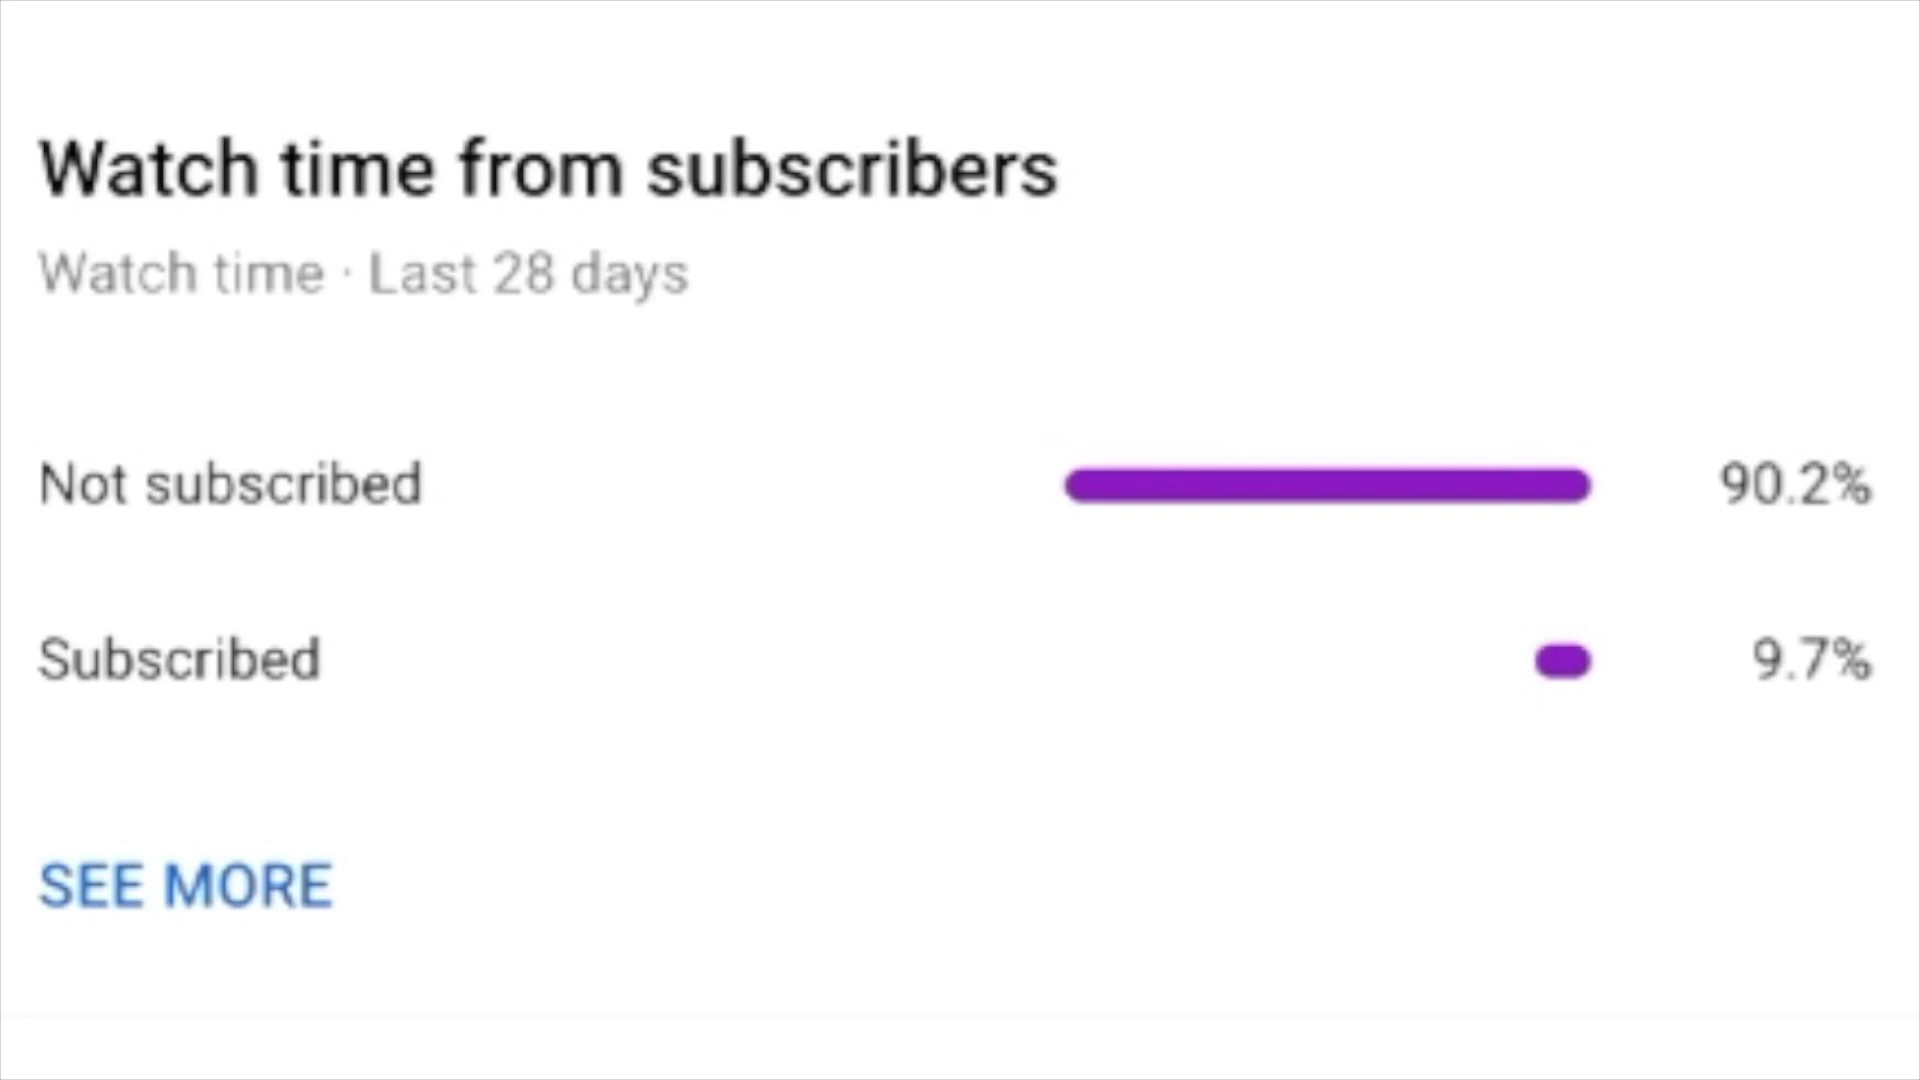 Watch time from subscribers
Watch time · Last 28 days
Not subscribed 90.2%
Subscribed 9.7%
SEE MORE